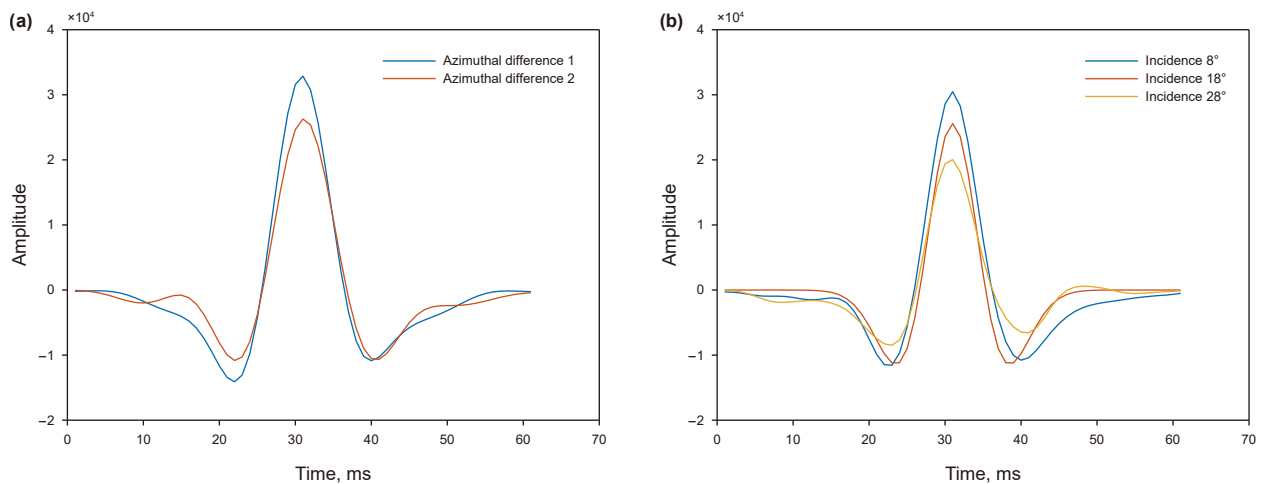 (a)
×10⁴
4
3
2
1
0
–1
–2
0 10 20 30 40 50 60 70
Amplitude
Time, ms
Azimuthal difference 1
Azimuthal difference 2
(b)
×10⁴
4
3
2
1
0
–1
–2
0 10 20 30 40 50 60 70
Amplitude
Time, ms
Incidence 8°
Incidence 18°
Incidence 28°